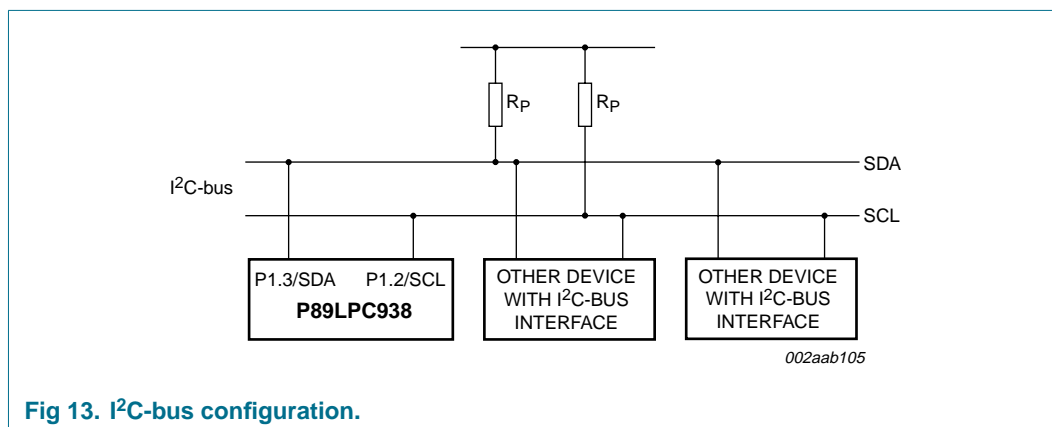 RP
RP
SDA
I2C-bus
SCL
P1.3/SDA P1.2/SCL
P89LPC938
OTHER DEVICE
WITH I2C-BUS
INTERFACE
OTHER DEVICE
WITH I2C-BUS
INTERFACE
002aab105
Fig 13. I2C-bus configuration.